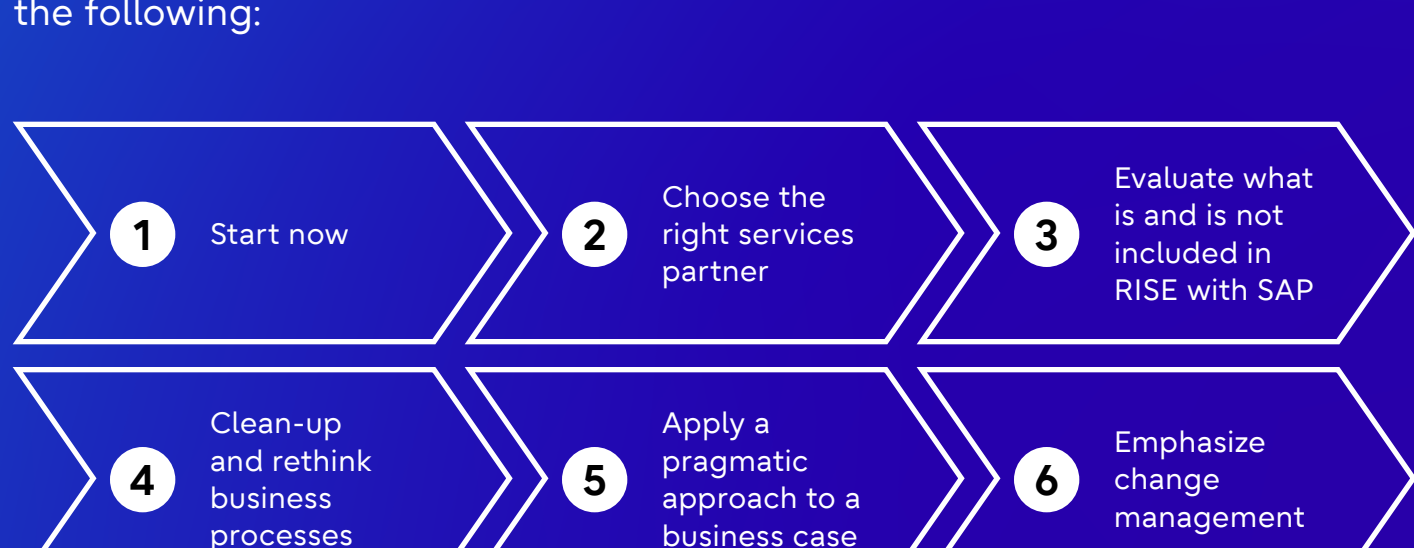 the following:
1
Start now
2
Choose the
right services
partner
3
Evaluate what
is and is not
included in
RISE with SAP
4
Clean-up
and rethink
business
processes
5
Apply a
pragmatic
approach to a
business case
6
Emphasize
change
management